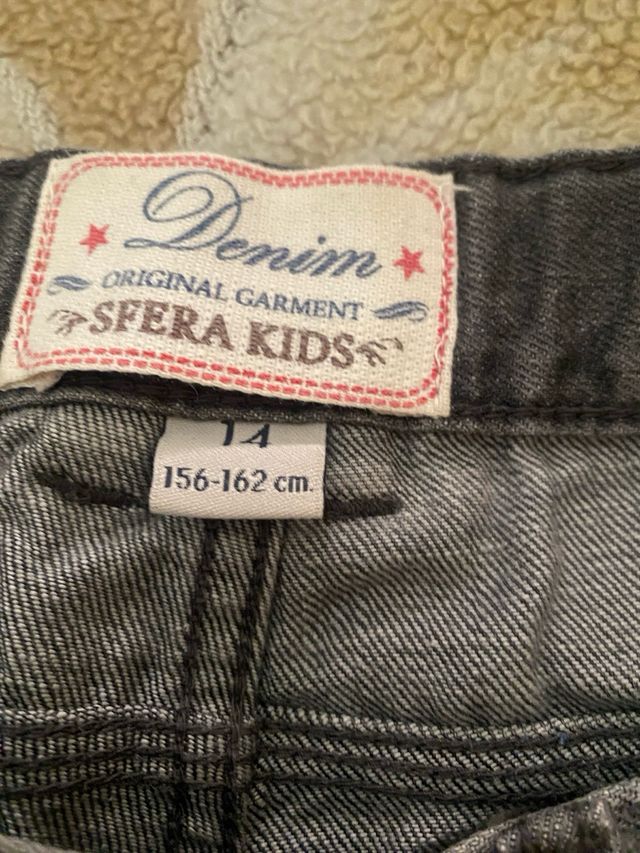 Denim
ORIGINAL GARMENT
SFERA KIDS
14
156-162 cm.